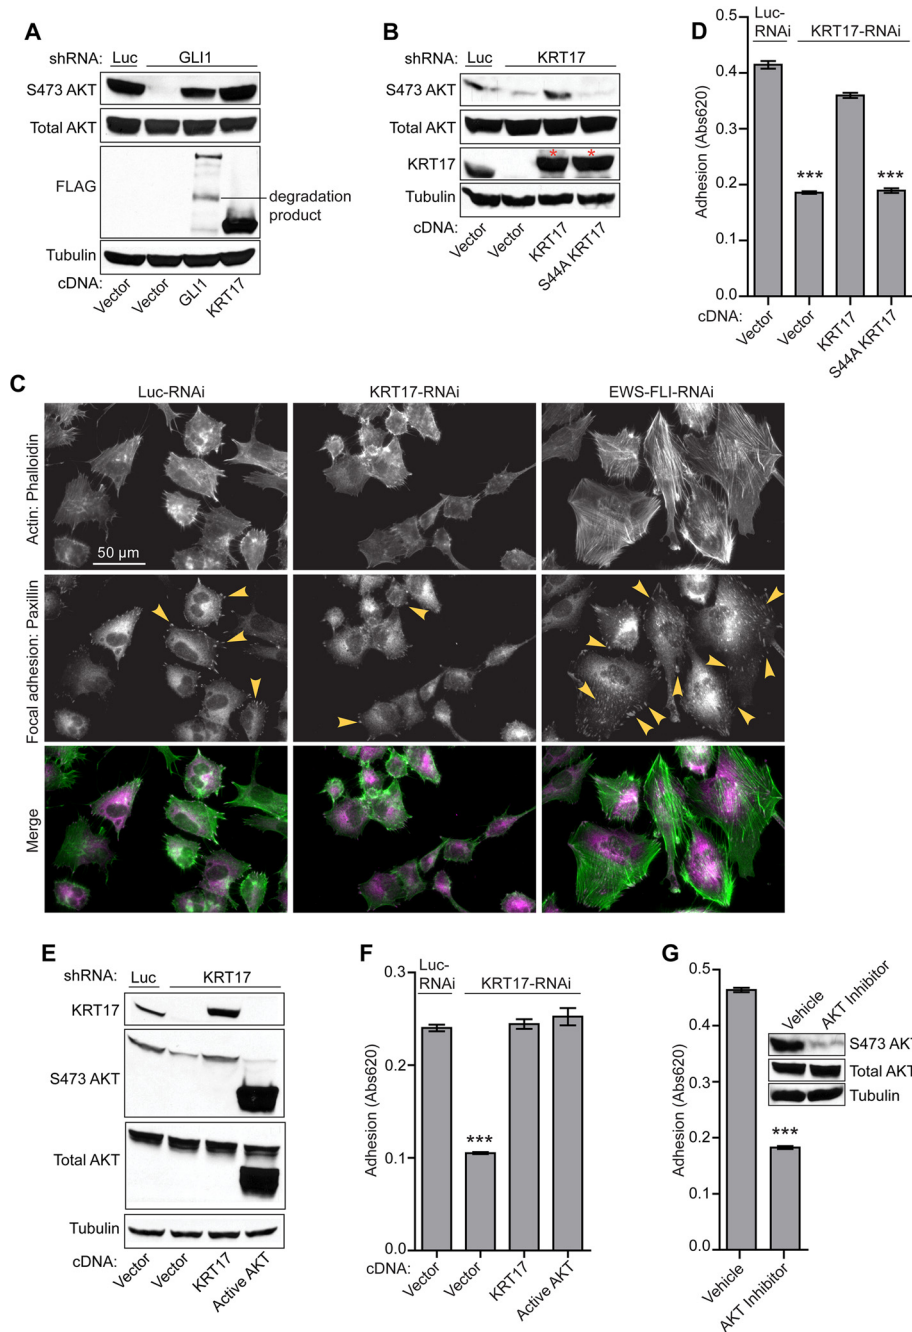 A
shRNA: Luc GLI1
S473 AKT
Total AKT
FLAG
degradation
product
Tubulin
cDNA:
Vector
Vector
GLI1
KRT17
B
shRNA: Luc KRT17
S473 AKT
Total AKT
KRT17
* *
Tubulin
cDNA:
Vector
Vector
KRT17
S44A KRT17
D
Luc-
RNAi KRT17-RNAi
Adhesion (Abs620)
0.5
0.4
0.3
0.2
0.1
0.0
*** ***
cDNA:
Vector
Vector
KRT17
S44A KRT17
C
Luc-RNAi KRT17-RNAi EWS-FLI-RNAi
Actin: Phalloidin
50 µm
Focal adhesion: Paxillin
Merge
E
shRNA: Luc KRT17
KRT17
S473 AKT
Total AKT
Tubulin
cDNA:
Vector
Vector
KRT17
Active AKT
F
Luc-
RNAi KRT17-RNAi
Adhesion (Abs620)
0.3
0.2
0.1
0.0
***
cDNA:
Vector
Vector
KRT17
Active AKT
G
Adhesion (Abs620)
0.5
0.4
0.3
0.2
0.1
0.0
Vehicle
AKT Inhibitor
S473 AKT
Total AKT
Tubulin
***
Vehicle
AKT Inhibitor